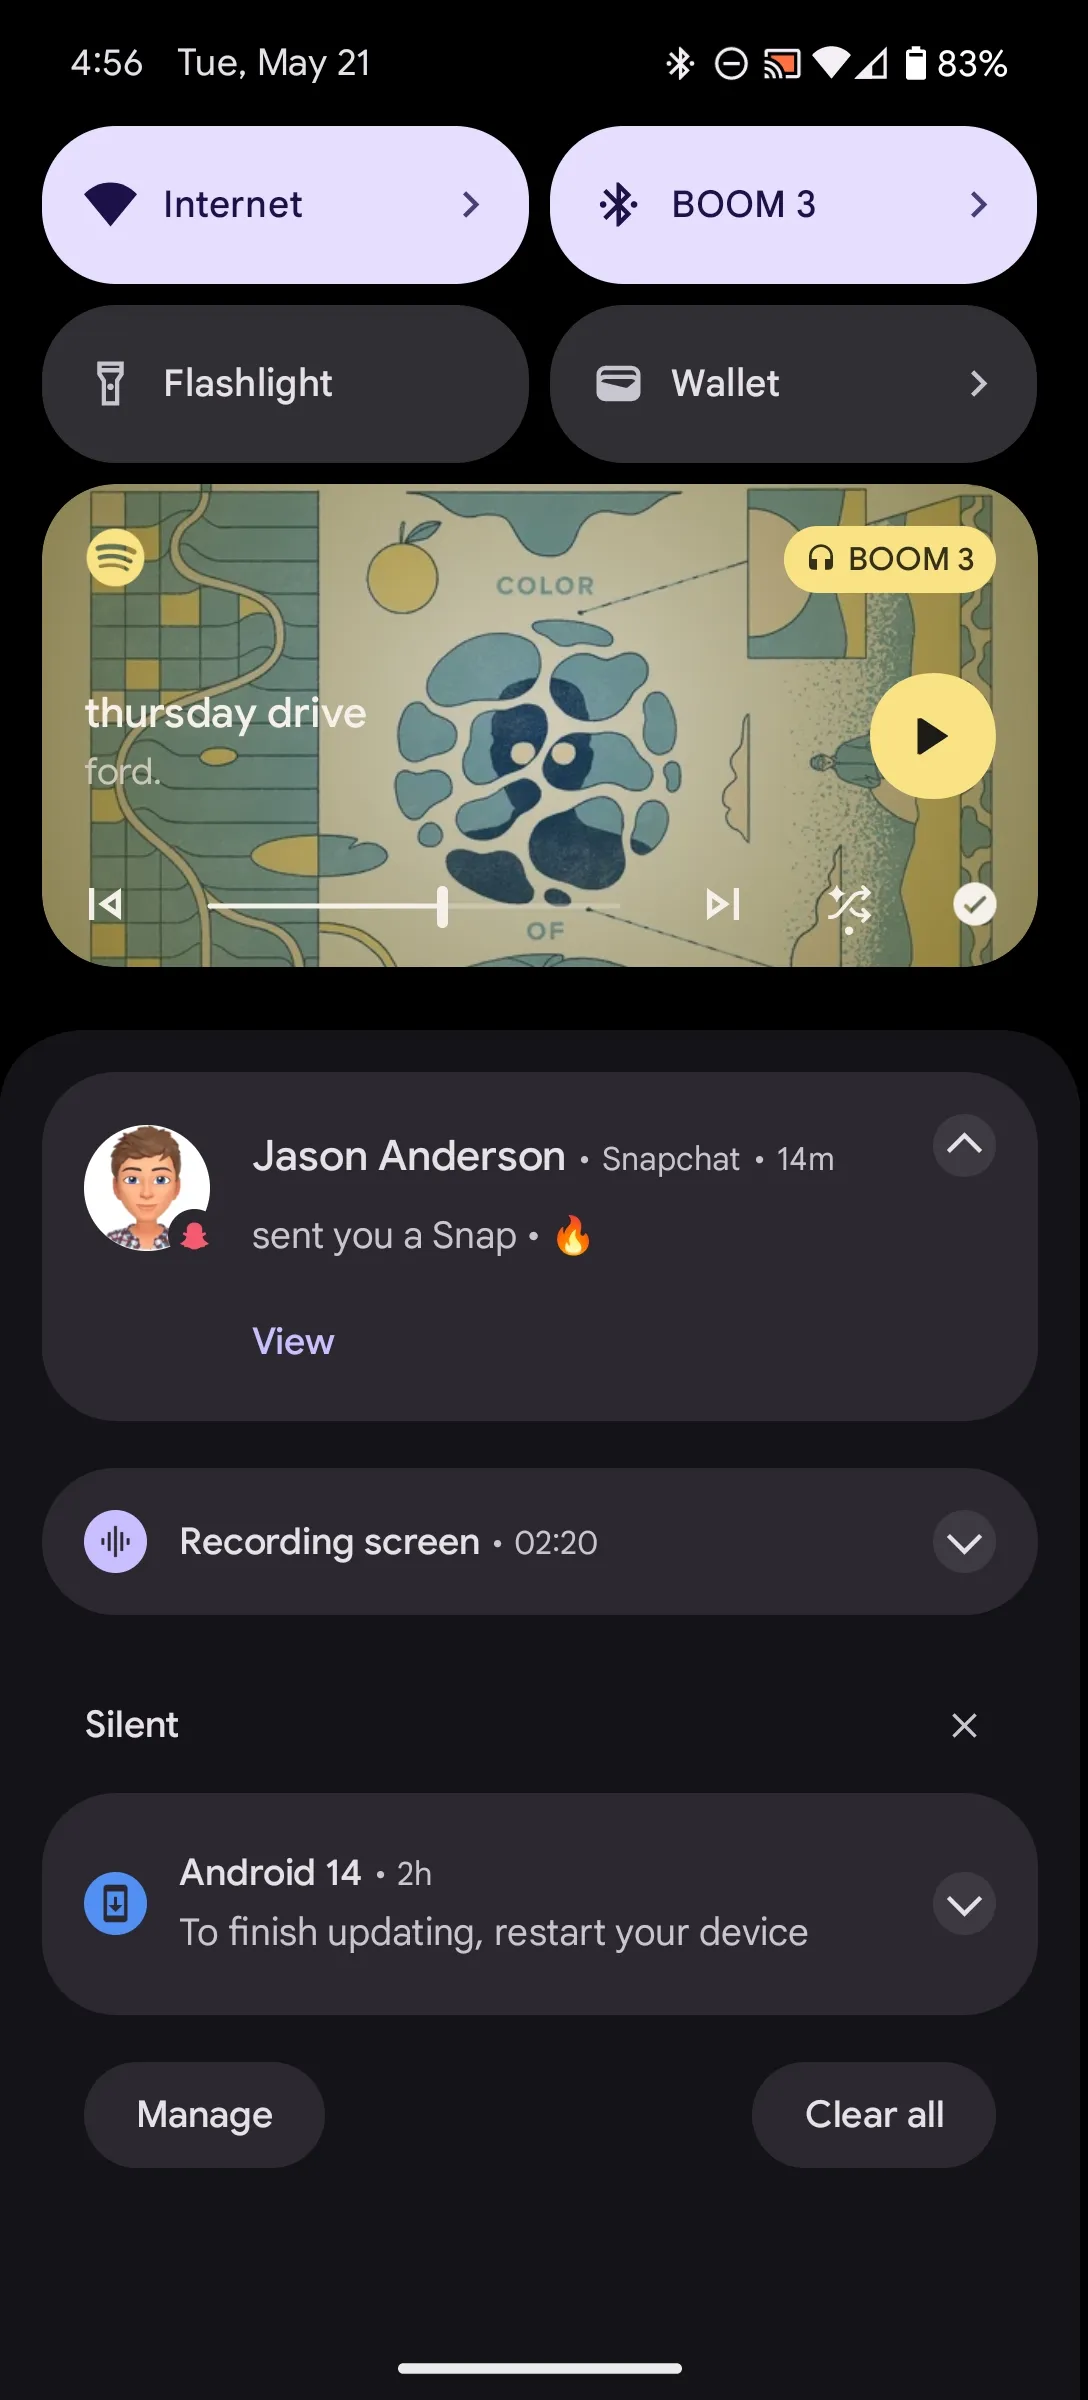 4:56 Tue, May 21 83%
Internet BOOM 3
Flashlight Wallet
COLOR
BOOM 3
thursday drive
ford.
OF
Jason Anderson • Snapchat • 14m
sent you a Snap • 🔥
View
Recording screen • 02:20
Silent
Android 14 • 2h
To finish updating, restart your device
Manage Clear all